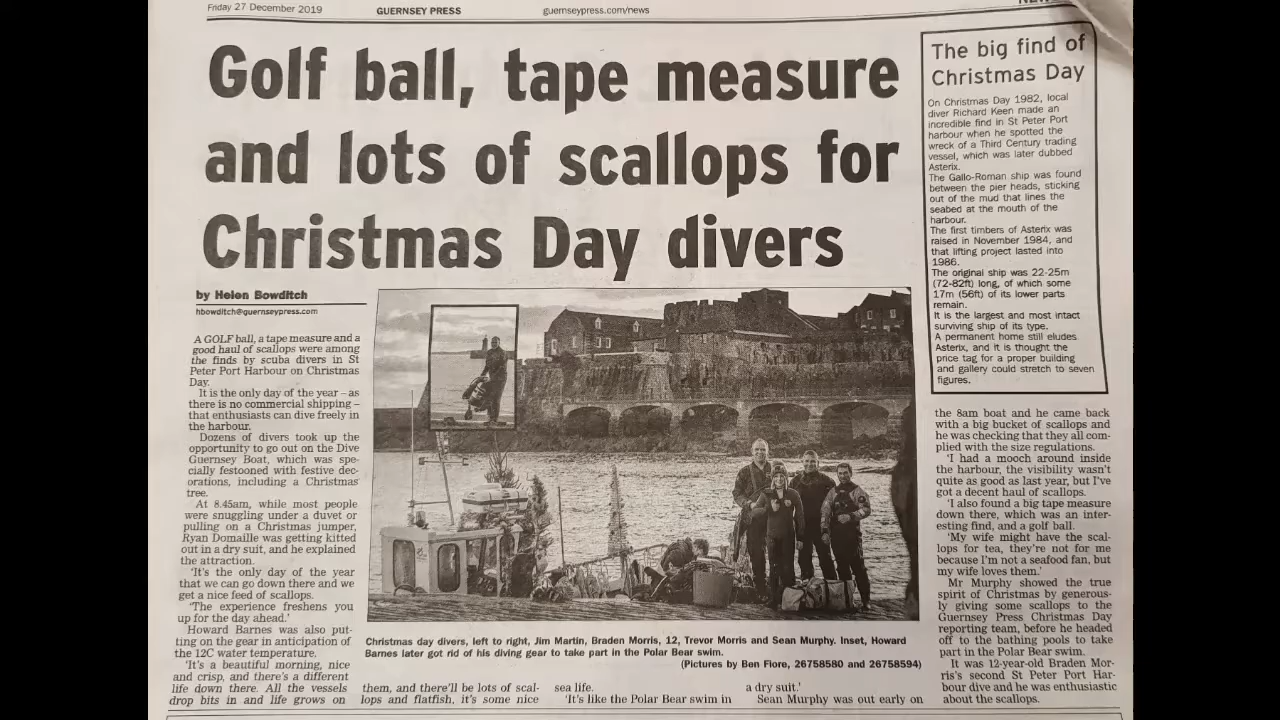 Friday 27 December 2019
GUERNSEY PRESS
guernseypress.com/news
Golf ball, tape measure
and lots of scallops for
Christmas Day divers
by Helen Bowditch
hbowditch@guernseypress.com
A GOLF ball, a tape measure and a
good haul of scallops were among
the finds by scuba divers in St
Peter Port Harbour on Christmas
Day.
It is the only day of the year – as
there is no commercial shipping –
that enthusiasts can dive freely in
the harbour.
Dozens of divers took up the
opportunity to go out on the Dive
Guernsey Boat, which was spe-
cially festooned with festive dec-
orations, including a Christmas
tree.
At 8.45am, while most people
were snuggling under a duvet or
pulling on a Christmas jumper,
Ryan Domaille was getting kitted
out in a dry suit, and he explained
the attraction.
'It's the only day of the year
that we can go down there and we
get a nice feed of scallops.
'The experience freshens you
up for the day ahead.'
Howard Barnes was also put-
ting on the gear in anticipation of
the 12C water temperature.
'It's a beautiful morning, nice
and crisp, and there's a different
life down there. All the vessels
drop bits in and life grows on
Christmas day divers, left to right, Jim Martin, Braden Morris, 12, Trevor Morris and Sean Murphy. Inset, Howard
Barnes later got rid of his diving gear to take part in the Polar Bear swim.
(Pictures by Ben Fiore, 26758580 and 26758594)
them, and there'll be lots of scal-
lops and flatfish, it's some nice
sea life.
'It's like the Polar Bear swim in
a dry suit.'
Sean Murphy was out early on
the 8am boat and he came back
with a big bucket of scallops and
he was checking that they all com-
plied with the size regulations.
'I had a mooch around inside
the harbour, the visibility wasn't
quite as good as last year, but I've
got a decent haul of scallops.
'I also found a big tape measure
down there, which was an inter-
esting find, and a golf ball.
'My wife might have the scal-
lops for tea, they're not for me
because I'm not a seafood fan, but
my wife loves them.'
Mr Murphy showed the true
spirit of Christmas by generous-
ly giving some scallops to the
Guernsey Press Christmas Day
reporting team, before he headed
off to the bathing pools to take
part in the Polar Bear swim.
It was 12-year-old Braden Mor-
ris's second St Peter Port Har-
bour dive and he was enthusiastic
about the scallops.
The big find of
Christmas Day
On Christmas Day 1982, local
diver Richard Keen made an
incredible find in St Peter Port
harbour when he spotted the
wreck of a Third Century trading
vessel, which was later dubbed
Asterix.
The Gallo-Roman ship was found
between the pier heads, sticking
out of the mud that lines the
seabed at the mouth of the
harbour.
The first timbers of Asterix was
raised in November 1984, and
that lifting project lasted into
1986.
The original ship was 22-25m
(72-82ft) long, of which some
17m (56ft) of its lower parts
remain.
It is the largest and most intact
surviving ship of its type.
A permanent home still eludes
Asterix, and it is thought the
price tag for a proper building
and gallery could stretch to seven
figures.